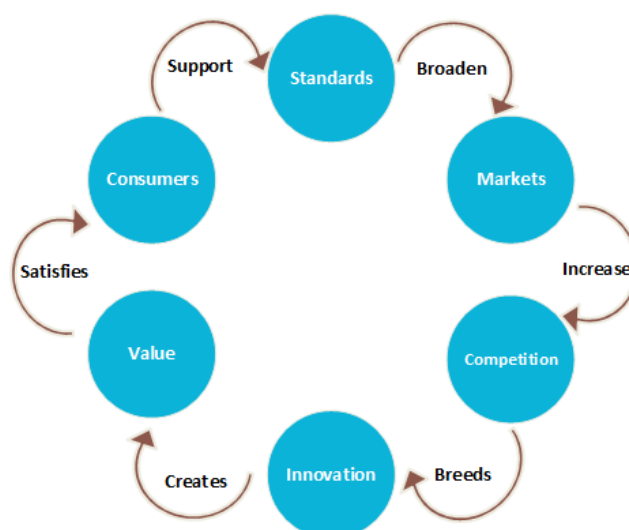 Standards
Broaden
Markets
Increase
Competition
Breeds
Innovation
Creates
Value
Satisfies
Consumers
Support